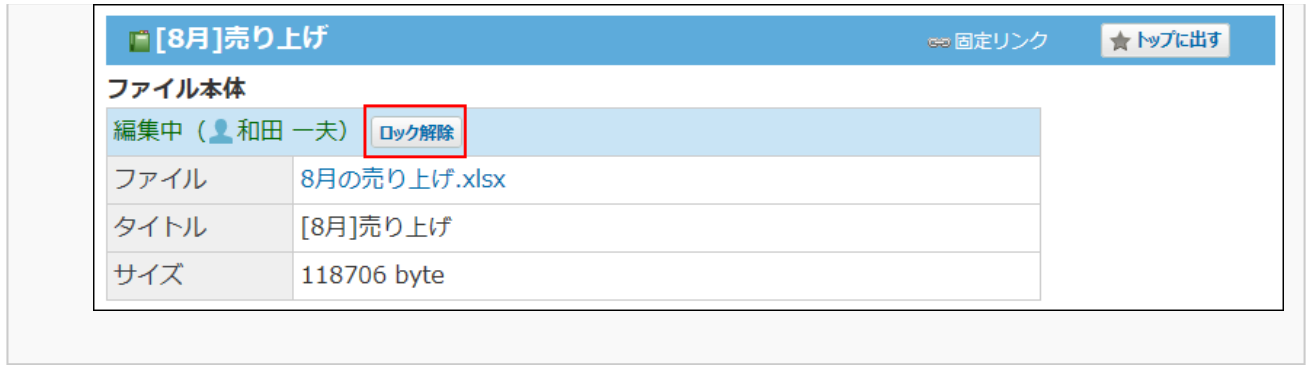 [8月]売り上げ 固定リンク トップに出す
ファイル本体
編集中（和田 一夫） ロック解除
ファイル 8月の売り上げ.xlsx
タイトル [8月]売り上げ
サイズ 118706 byte